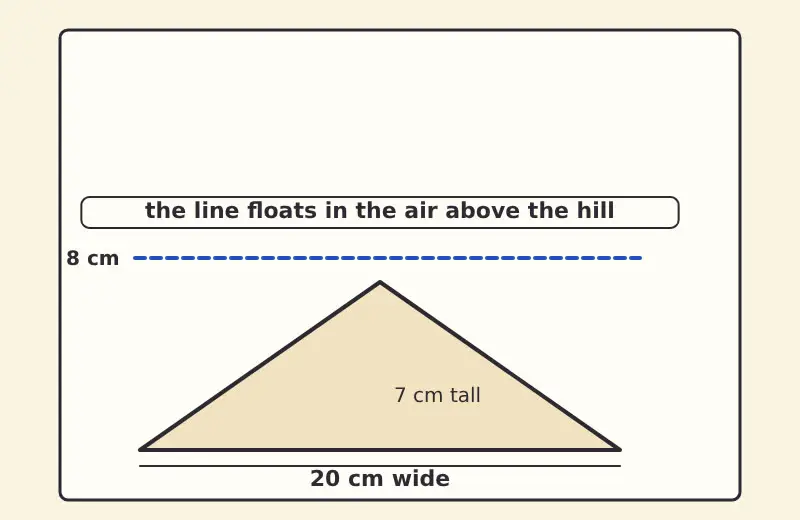 the line floats in the air above the hill
8 cm
7 cm tall
20 cm wide